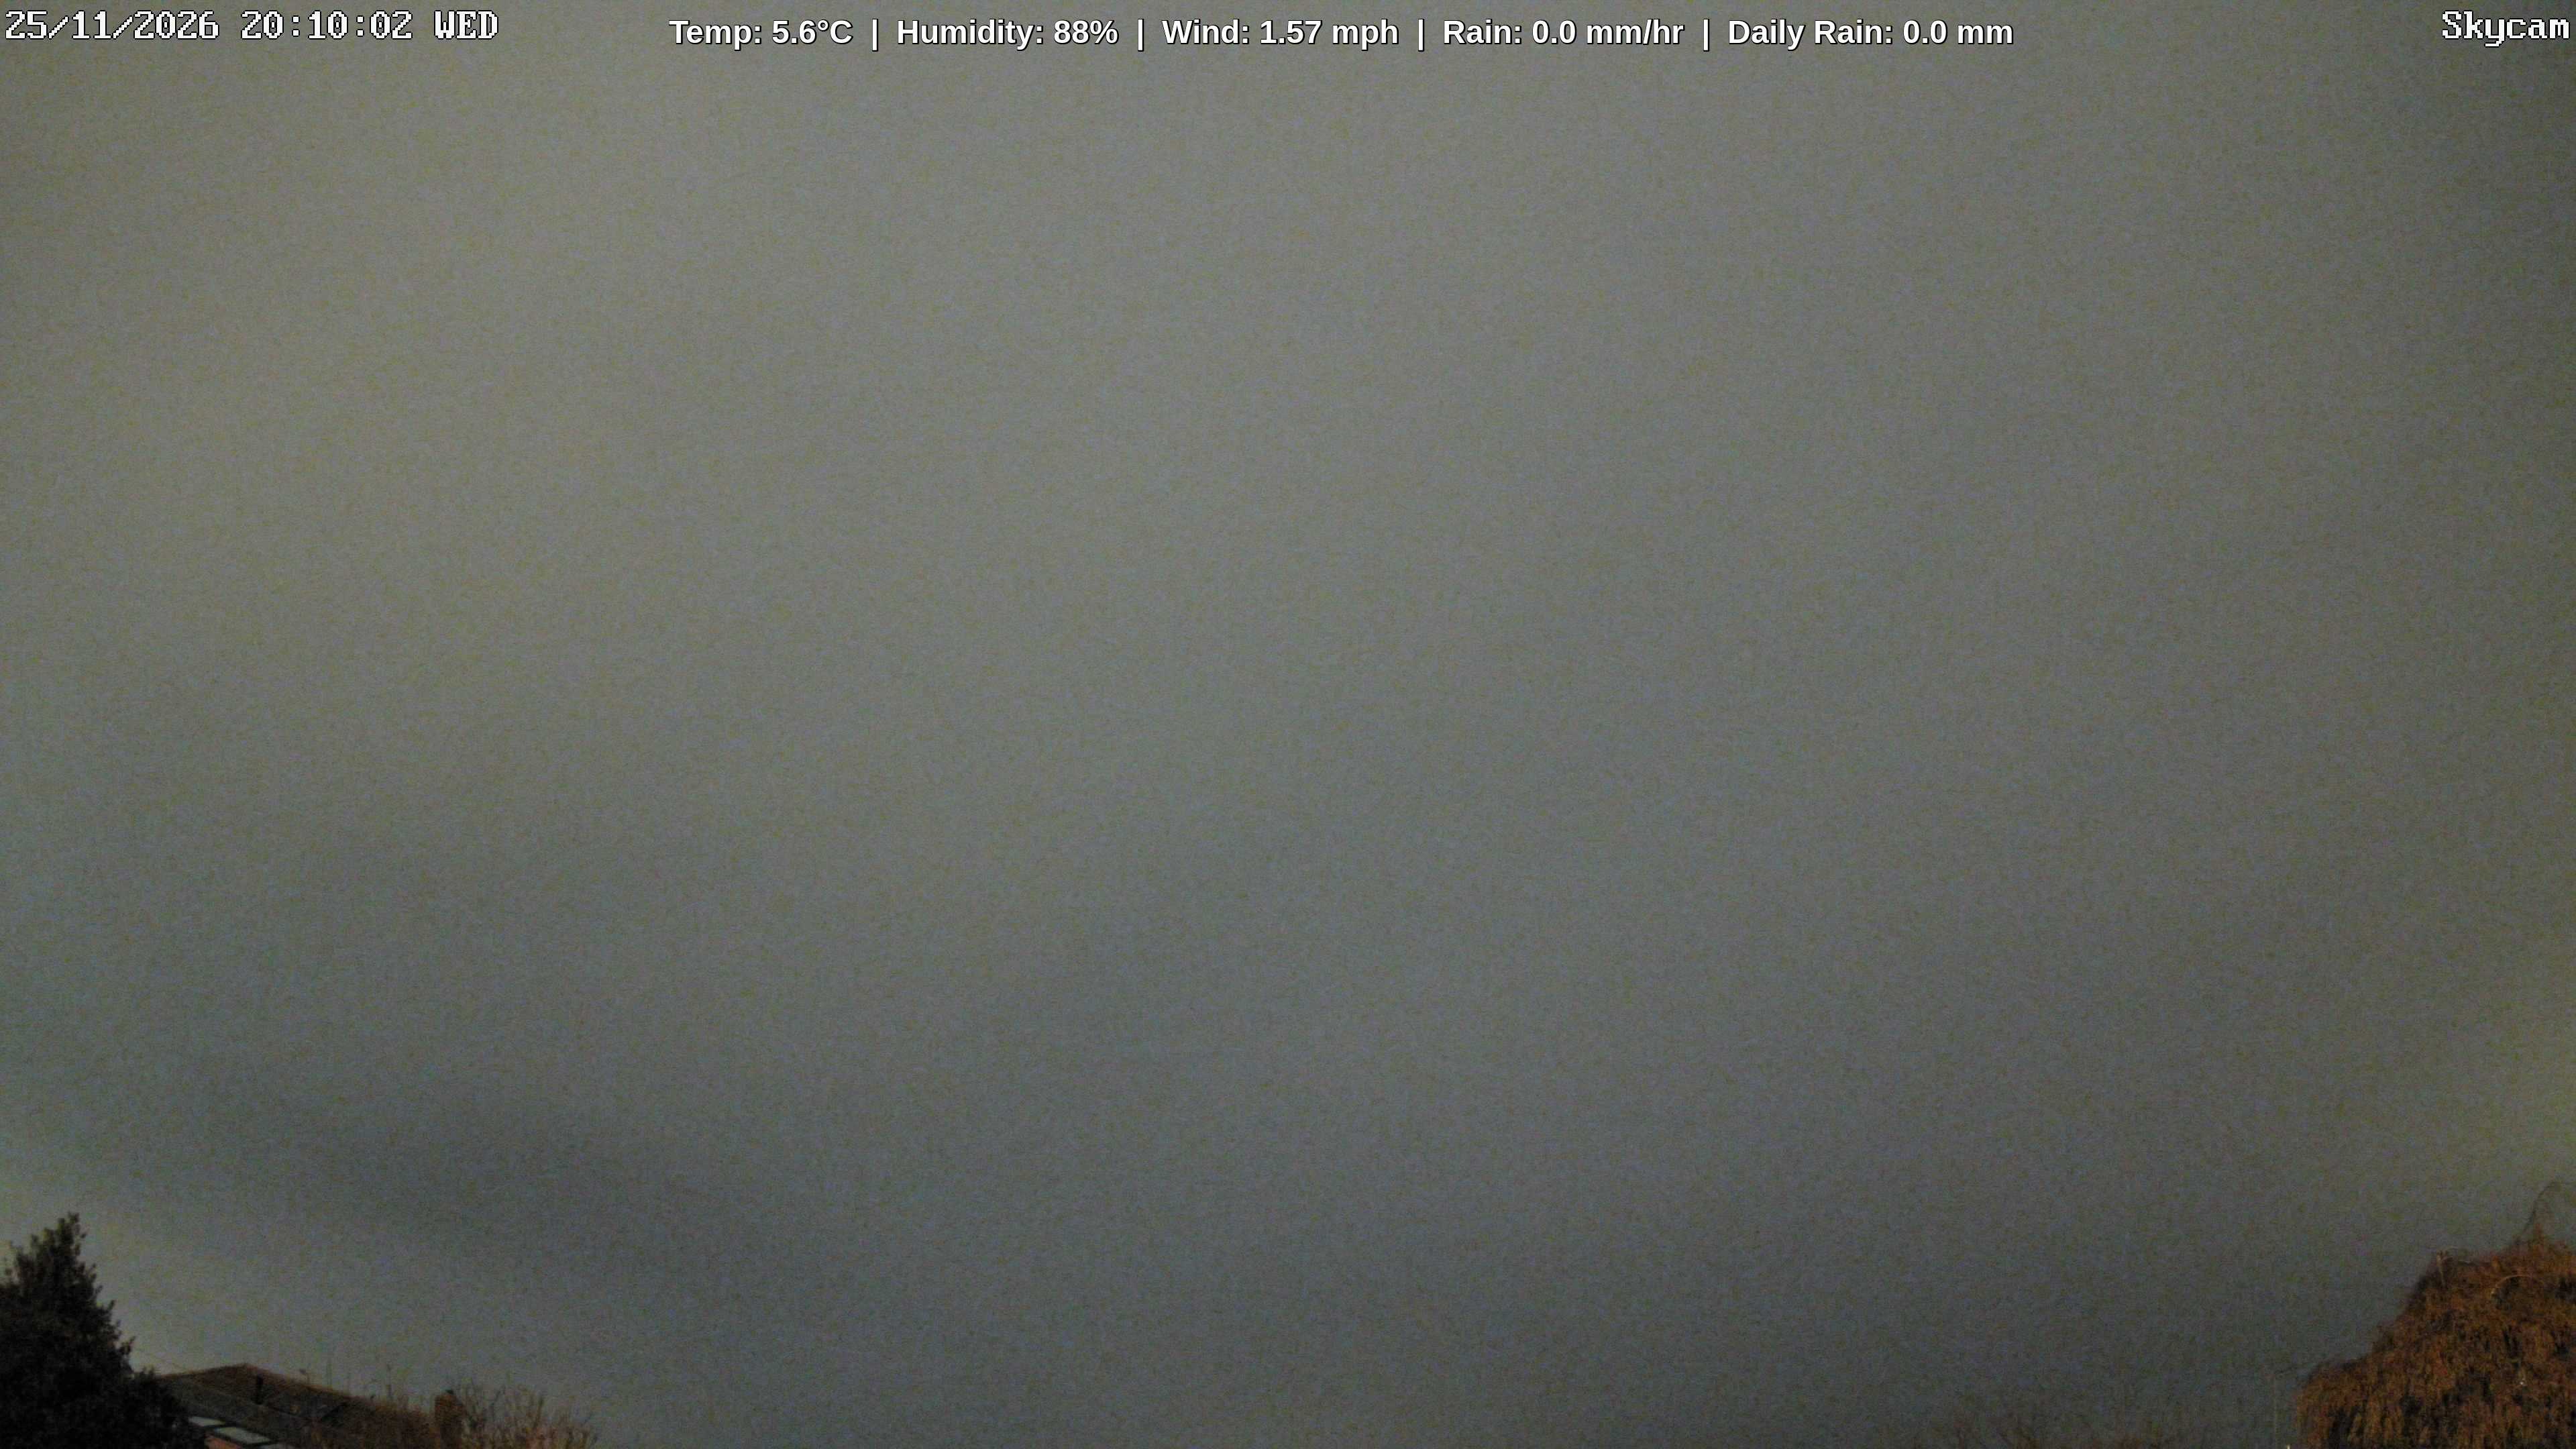 25/11/2026 20:10:02 WED
Temp: 5.6°C | Humidity: 88% | Wind: 1.57 mph | Rain: 0.0 mm/hr | Daily Rain: 0.0 mm
Skycam